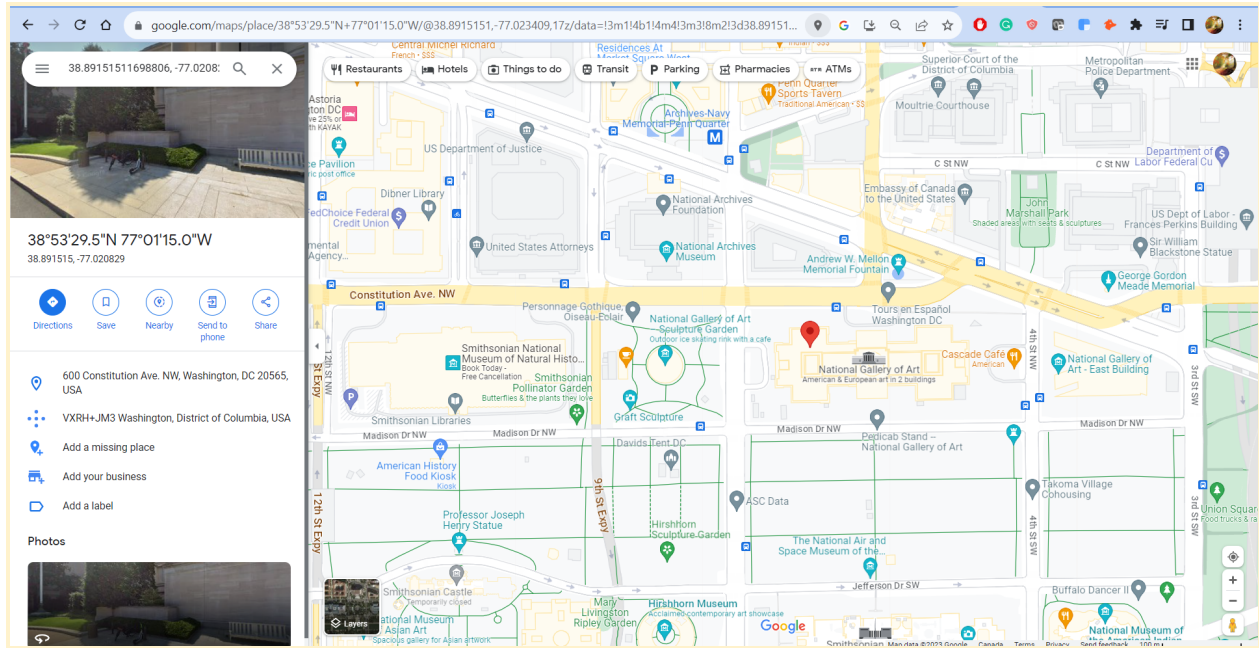 google.com/maps/place/38°53'29.5"N+77°01'15.0"W/@38.8915151,-77.023409,17z/data=!3m1!4b1!4m4!3m3!8m2!3d38.89151...
38.89151511698806, -77.0208:
38°53'29.5"N 77°01'15.0"W
38.891515, -77.020829
Directions
Save
Nearby
Send to
phone
Share
600 Constitution Ave. NW, Washington, DC 20565,
USA
VXRH+JM3 Washington, District of Columbia, USA
Add a missing place
Add your business
Add a label
Photos
Restaurants
Hotels
Things to do
Transit
Parking
Pharmacies
ATMs
Central Michel Richard
French · $$$
Residences At
Market Square West
Indian · $$$
Penn Quarter
Sports Tavern
Traditional American · $$
Superior Court of the
District of Columbia
Metropolitan
Police Department
Moultrie Courthouse
Archives-Navy
Memorial-Penn Quarter
M
US Department of Justice
C St NW
C St NW
Department of
Labor Federal Cu
Dibner Library
National Archives
Foundation
Embassy of Canada
to the United States
John
Marshall Park
Shaded areas with seats & sculptures
US Dept of Labor -
Frances Perkins Building
Credit Union
United States Attorneys
National Archives
Museum
Andrew W. Mellon
Memorial Fountain
Sir William
Blackstone Statue
George Gordon
Meade Memorial
Constitution Ave. NW
Personnage Gothique,
Oiseau-Eclair
Tours en Español
Washington DC
National Gallery of Art
Sculpture Garden
Outdoor ice skating rink with a cafe
12th St NW
Smithsonian National
Museum of Natural Histo...
Book Today -
Free Cancellation
Smithsonian
Pollinator Garden
Butterflies & the plants they love
National Gallery of Art
American & European art in 2 buildings
Cascade Café
American
4th St NW
National Gallery of
Art - East Building
3rd St SW
Smithsonian Libraries
Graft Sculpture
Madison Dr NW
Madison Dr NW
Madison Dr NW
Madison Dr NW
Pedicab Stand –
National Gallery of Art
Davids Tent DC
American History
Food Kiosk
Kiosk
9th St Expy
12th St Expy
ASC Data
Takoma Village
Cohousing
4th St SW
3rd St SW
Union Square
Professor Joseph
Henry Statue
Hirshhorn
Sculpture Garden
The National Air and
Space Museum of the...
Jefferson Dr SW
Smithsonian Castle
Temporarily closed
Mary
Livingston
Ripley Garden
Hirshhorn Museum
Acclaimed contemporary art showcase
Buffalo Dancer II
National Museum of
Layers
Asian Art
Spacious gallery for Asian artwork
Google
Smithsonian
Map data ©2023 Google
Canada
Terms
Privacy
Send feedback
100 m